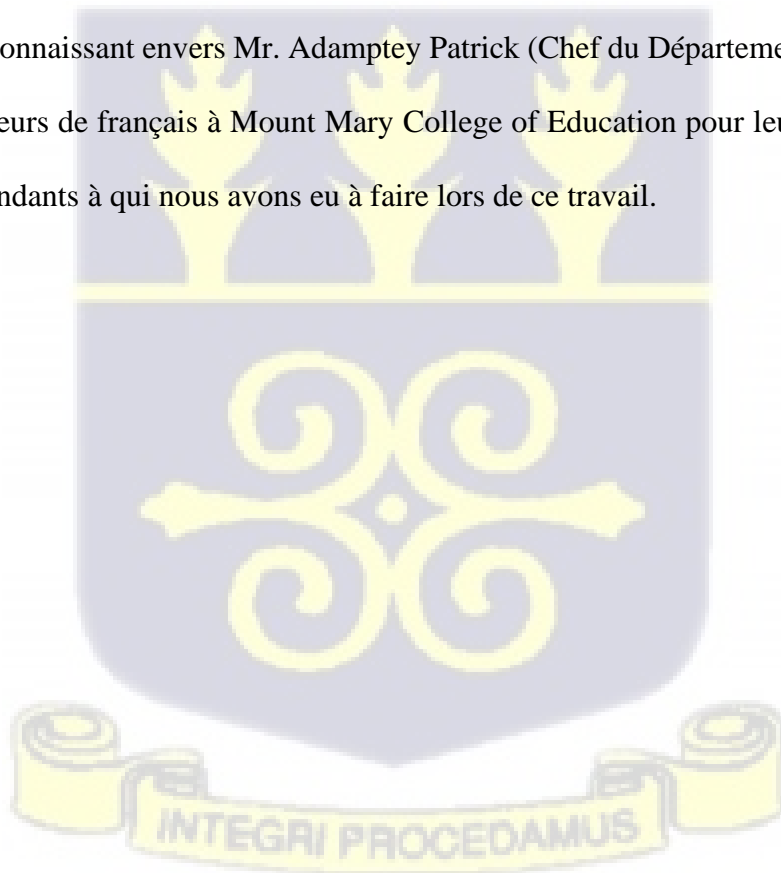 onnaissant envers Mr. Adamptey Patrick (Chef du Départeme
eurs de français à Mount Mary College of Education pour leu
ndants à qui nous avons eu à faire lors de ce travail.
INTEGRI PROCEDAMUS